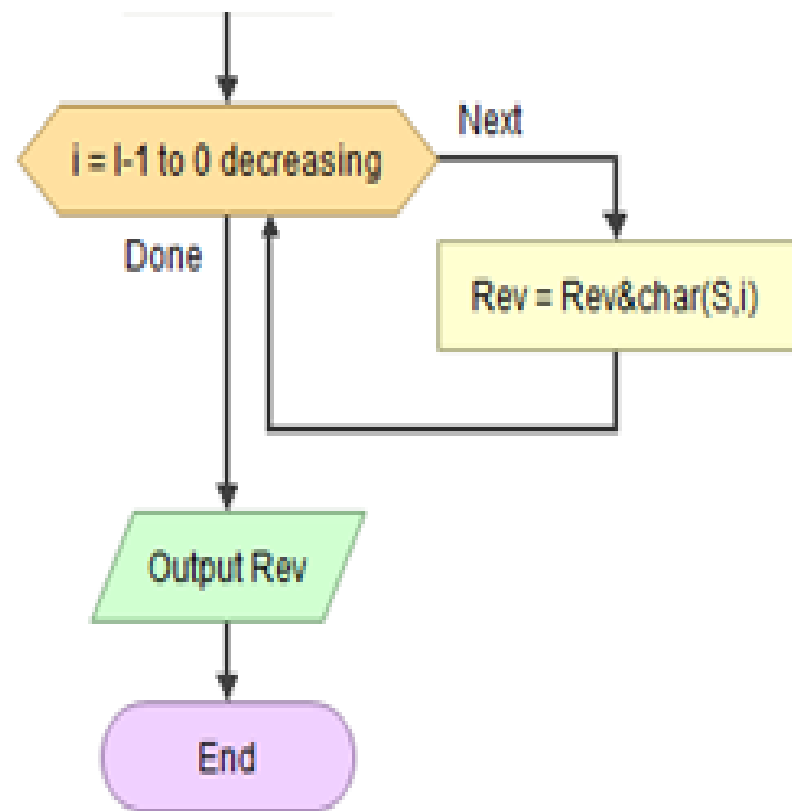 i = l-1 to 0 decreasing
Next
Done
Rev = Rev&char(S,i)
Output Rev
End